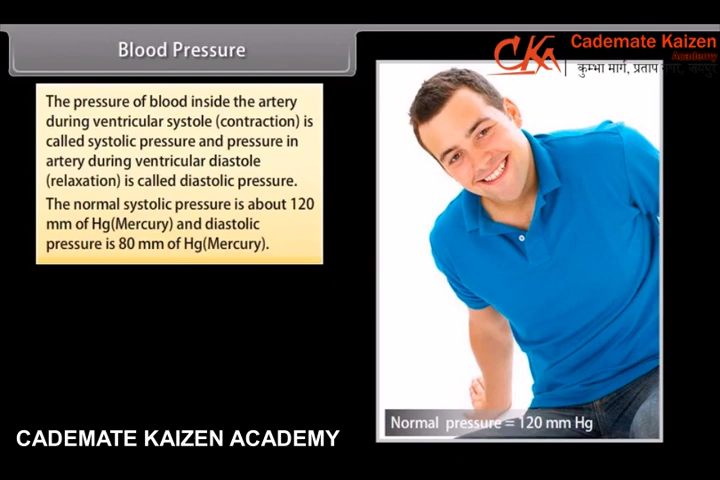 Blood Pressure
Cademate Kaizen
Academy
CKA
कुम्भा मार्ग, प्रताप नगर, जयपुर
The pressure of blood inside the artery
during ventricular systole (contraction) is
called systolic pressure and pressure in
artery during ventricular diastole
(relaxation) is called diastolic pressure.
The normal systolic pressure is about 120
mm of Hg(Mercury) and diastolic
pressure is 80 mm of Hg(Mercury).
Normal pressure = 120 mm Hg
CADEMATE KAIZEN ACADEMY